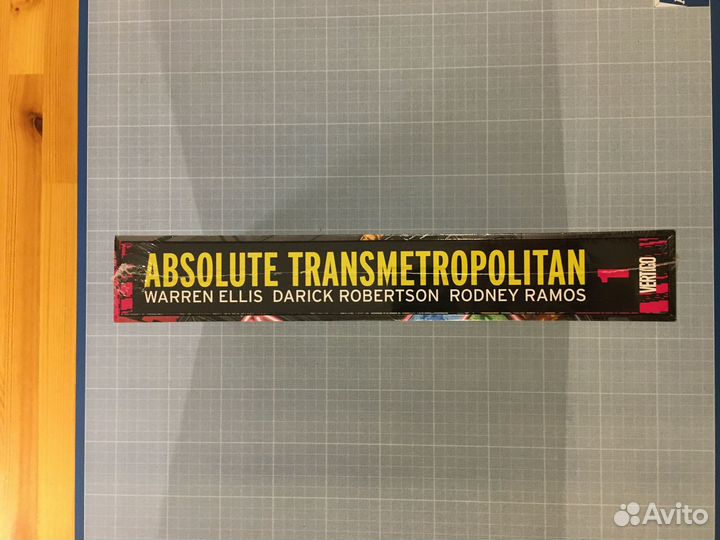 ABSOLUTE TRANSMETROPOLITAN
WARREN ELLIS DARICK ROBERTSON RODNEY RAMOS
1
VERTIGO
Avito